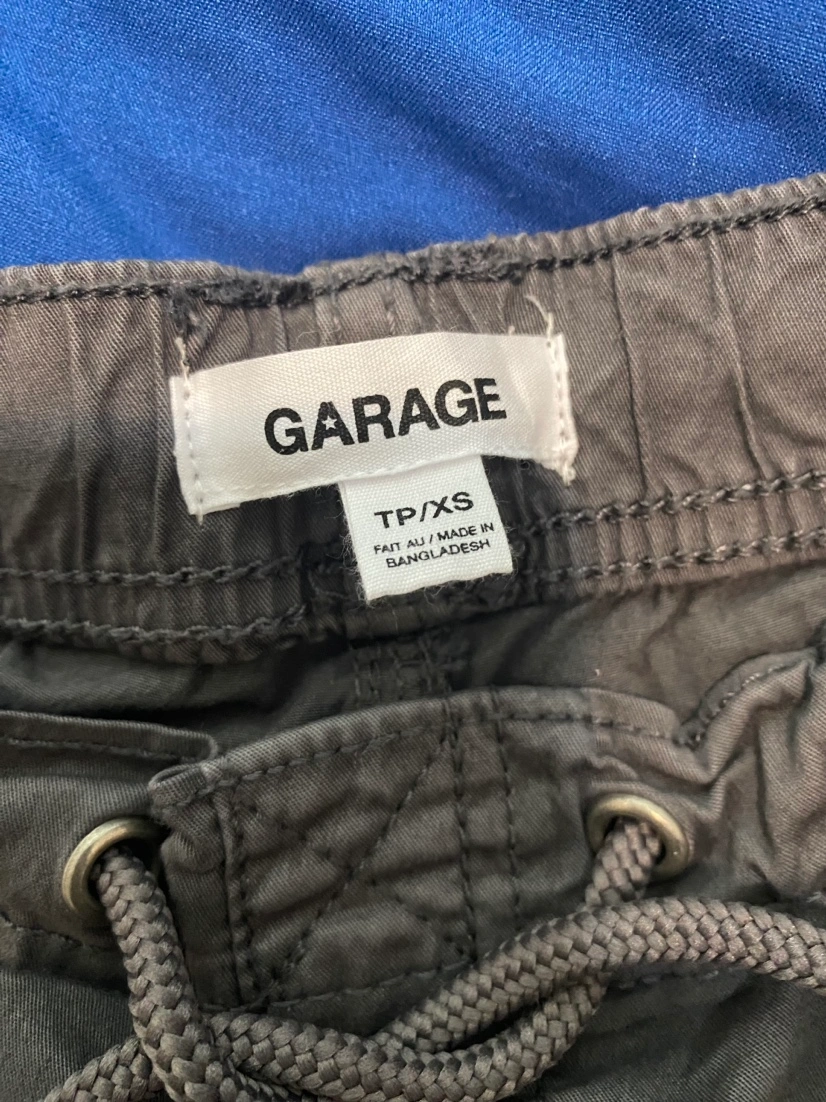 GARAGE
TP/XS
FAIT AU / MADE IN
BANGLADESH